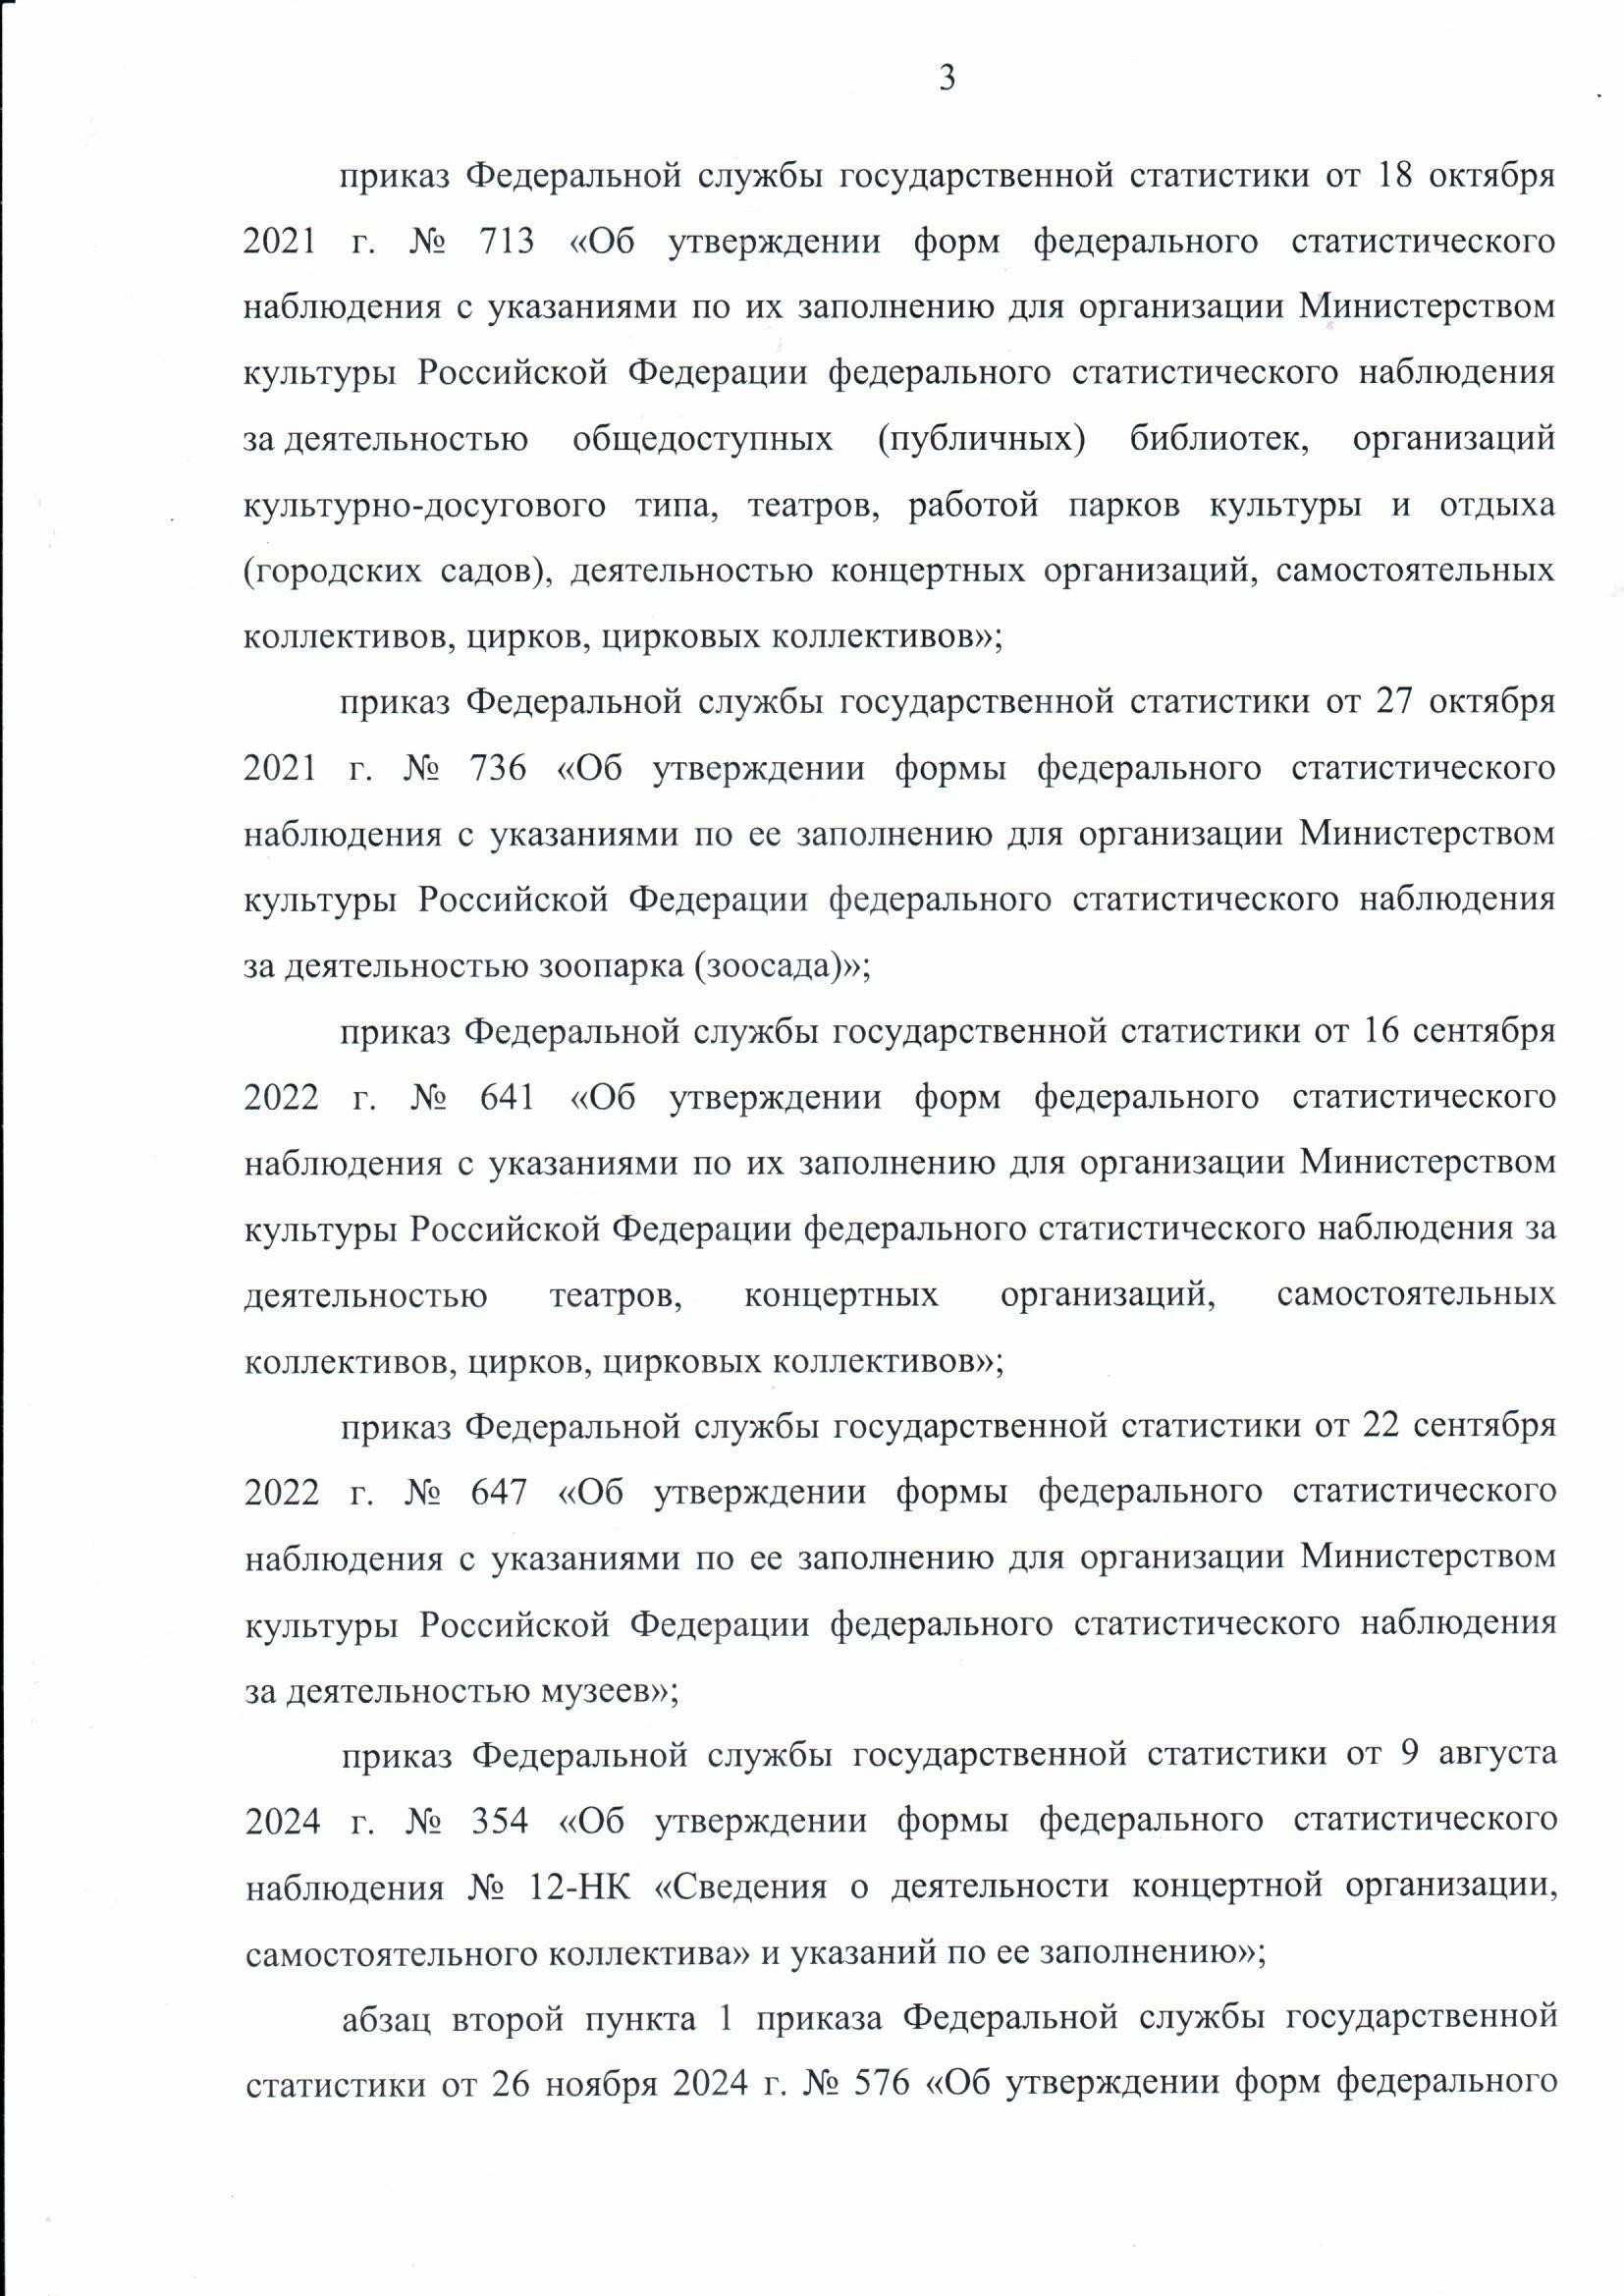 3
приказ Федеральной службы государственной статистики от 18 октября
2021 г. № 713 «Об утверждении форм федерального статистического
наблюдения с указаниями по их заполнению для организации Министерством
культуры Российской Федерации федерального статистического наблюдения
за деятельностью общедоступных (публичных) библиотек, организаций
культурно-досугового типа, театров, работой парков культуры и отдыха
(городских садов), деятельностью концертных организаций, самостоятельных
коллективов, цирков, цирковых коллективов»;
приказ Федеральной службы государственной статистики от 27 октября
2021 г. № 736 «Об утверждении формы федерального статистического
наблюдения с указаниями по ее заполнению для организации Министерством
культуры Российской Федерации федерального статистического наблюдения
за деятельностью зоопарка (зоосада)»;
приказ Федеральной службы государственной статистики от 16 сентября
2022 г. № 641 «Об утверждении форм федерального статистического
наблюдения с указаниями по их заполнению для организации Министерством
культуры Российской Федерации федерального статистического наблюдения за
деятельностью театров, концертных организаций, самостоятельных
коллективов, цирков, цирковых коллективов»;
приказ Федеральной службы государственной статистики от 22 сентября
2022 г. № 647 «Об утверждении формы федерального статистического
наблюдения с указаниями по ее заполнению для организации Министерством
культуры Российской Федерации федерального статистического наблюдения
за деятельностью музеев»;
приказ Федеральной службы государственной статистики от 9 августа
2024 г. № 354 «Об утверждении формы федерального статистического
наблюдения № 12-НК «Сведения о деятельности концертной организации,
самостоятельного коллектива» и указаний по ее заполнению»;
абзац второй пункта 1 приказа Федеральной службы государственной
статистики от 26 ноября 2024 г. № 576 «Об утверждении форм федерального